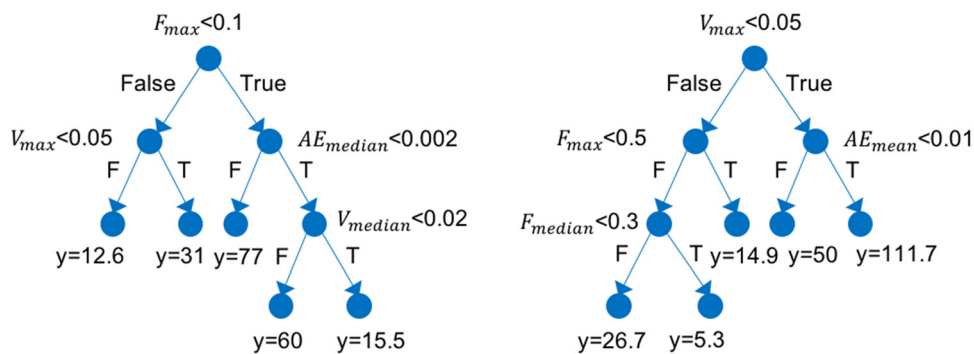 F_max<0.1
False True
V_max<0.05
AE_median<0.002
F T F T
V_median<0.02
y=12.6 y=31 y=77 F T
y=60 y=15.5
V_max<0.05
False True
F_max<0.5
AE_mean<0.01
F T F T
F_median<0.3
F T y=14.9 y=50 y=111.7
y=26.7 y=5.3